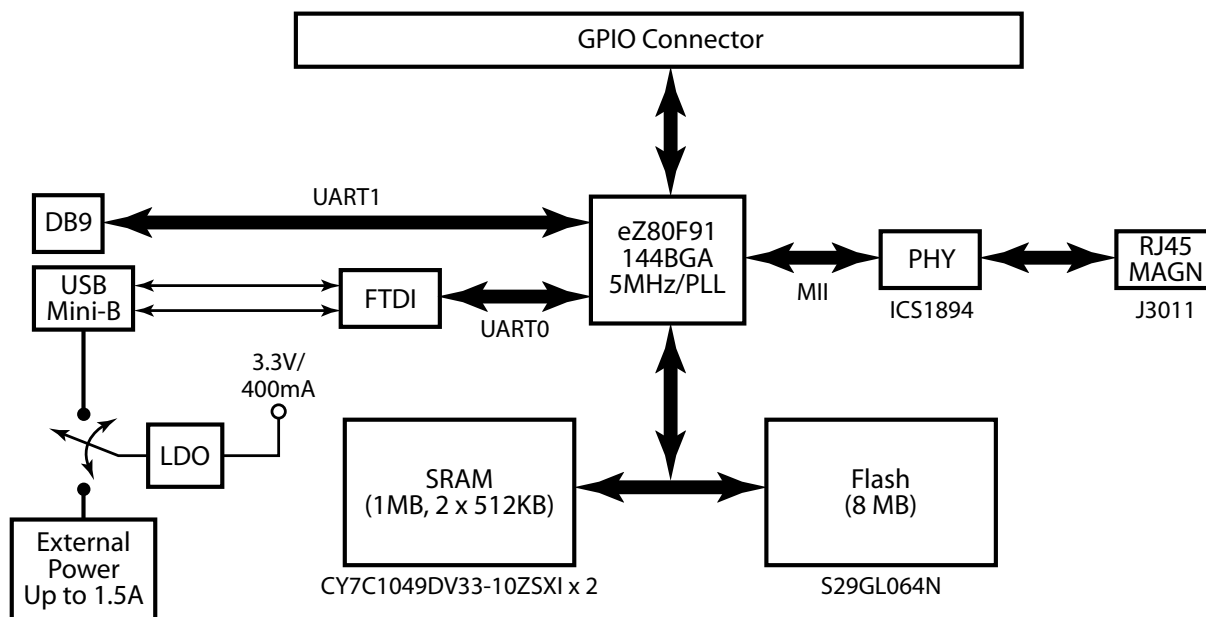 GPIO Connector
UART1
DB9
eZ80F91
144BGA
5MHz/PLL
PHY
RJ45
MAGN
MII
ICS1894
J3011
USB
Mini-B
FTDI
UART0
3.3V/
400mA
LDO
SRAM
(1MB, 2 x 512KB)
Flash
(8 MB)
External
Power
Up to 1.5A
CY7C1049DV33-10ZSXI x 2
S29GL064N